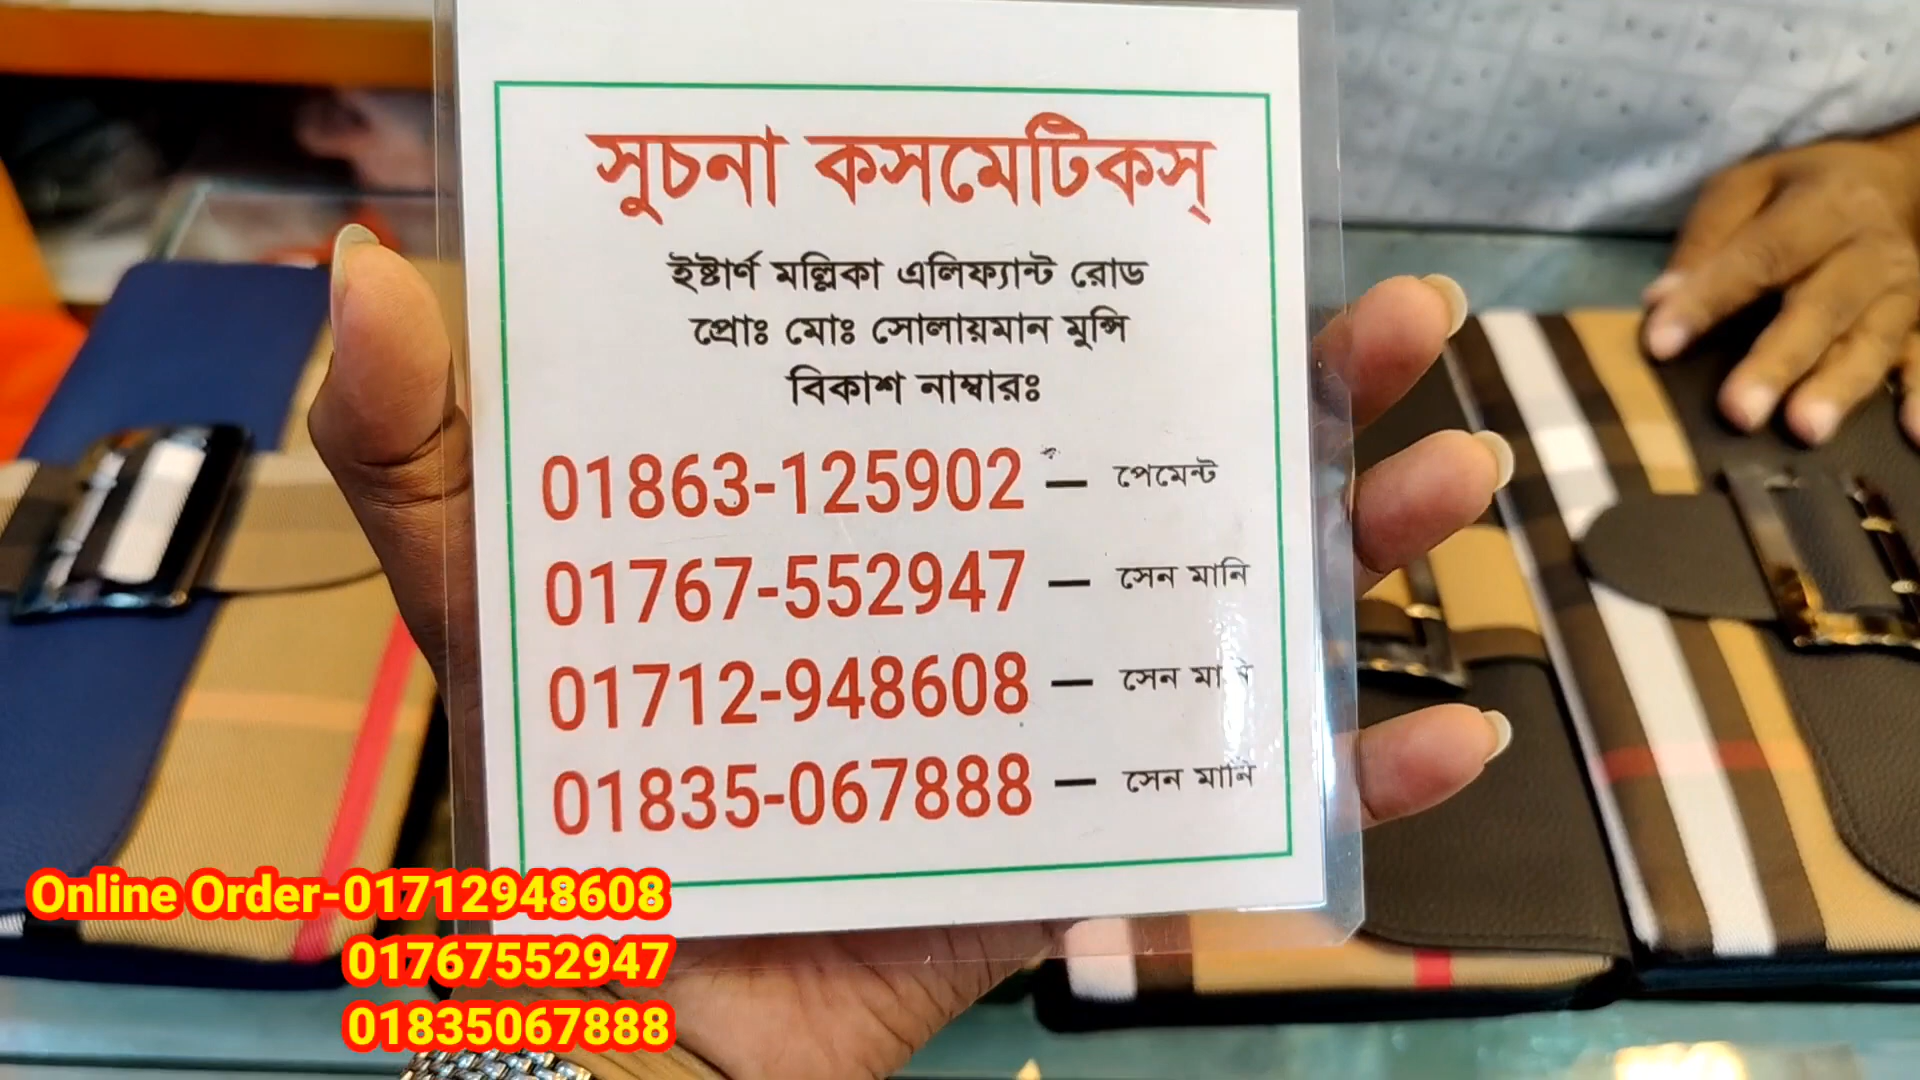 সুচনা কসমেটিকস্
ইষ্টার্ণ মল্লিকা এলিফ্যান্ট রোড
প্রোঃ মোঃ সোলায়মান মুন্সি
বিকাশ নাম্বারঃ
01863-125902 – পেমেন্ট
01767-552947 – সেন মানি
01712-948608 – সেন মানি
01835-067888 – সেন মানি
Online Order-01712948608
01767552947
01835067888